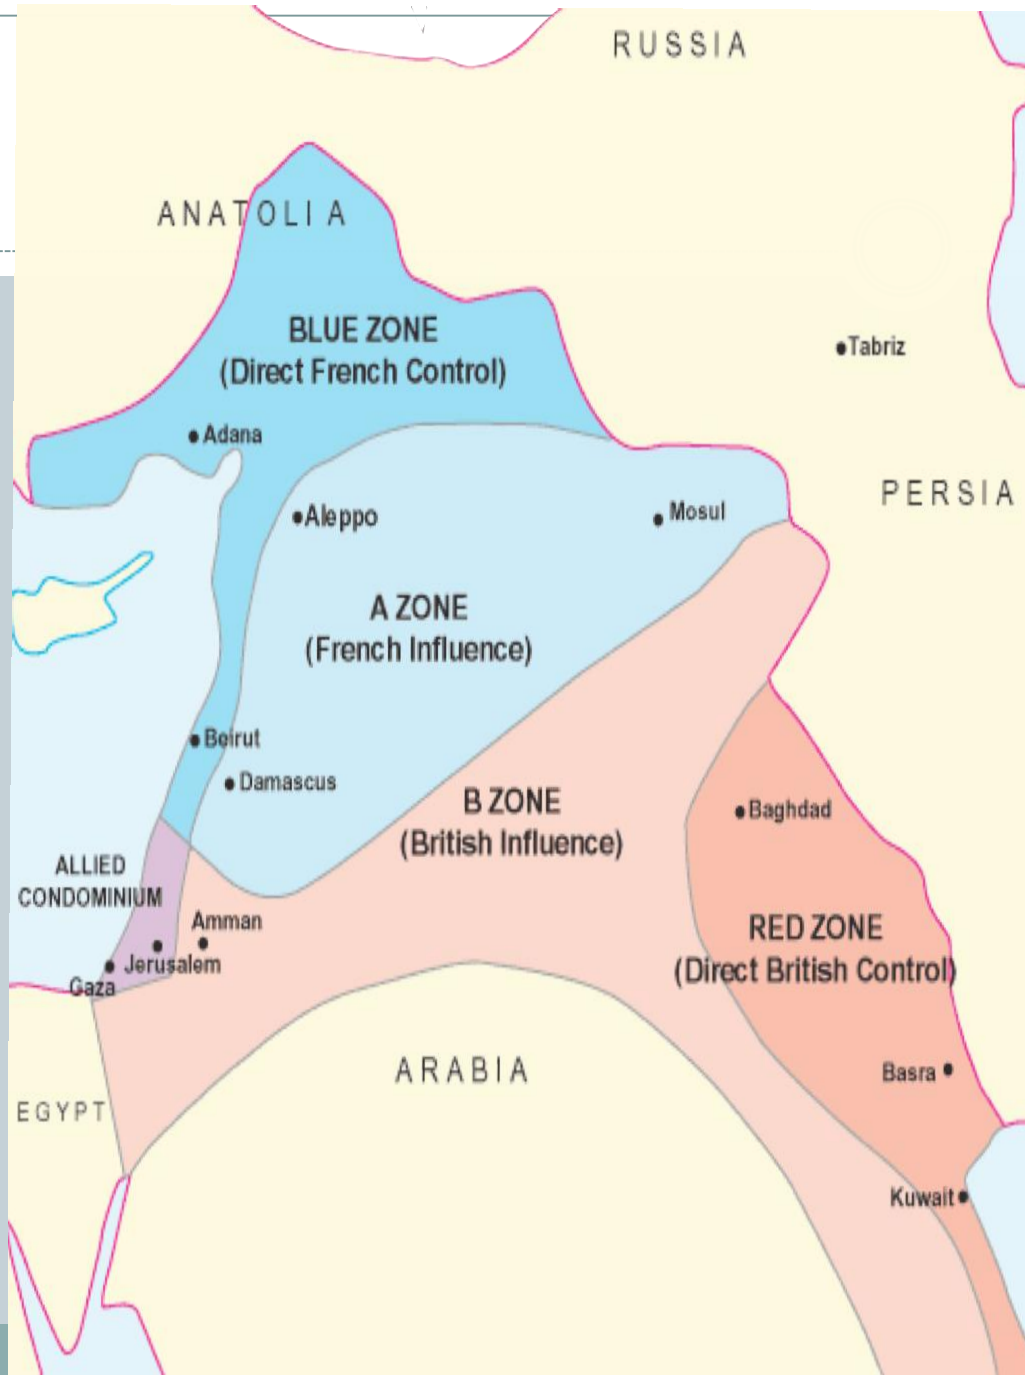 RUSSIA
ANATOLIA
BLUE ZONE
(Direct French Control)
Tabriz
Adana
PERSIA
Aleppo
Mosul
A ZONE
(French Influence)
Beirut
Damascus
B ZONE
(British Influence)
Baghdad
ALLIED
CONDOMINIUM
Amman
RED ZONE
(Direct British Control)
Jerusalem
Gaza
ARABIA
Basra
EGYPT
Kuwait